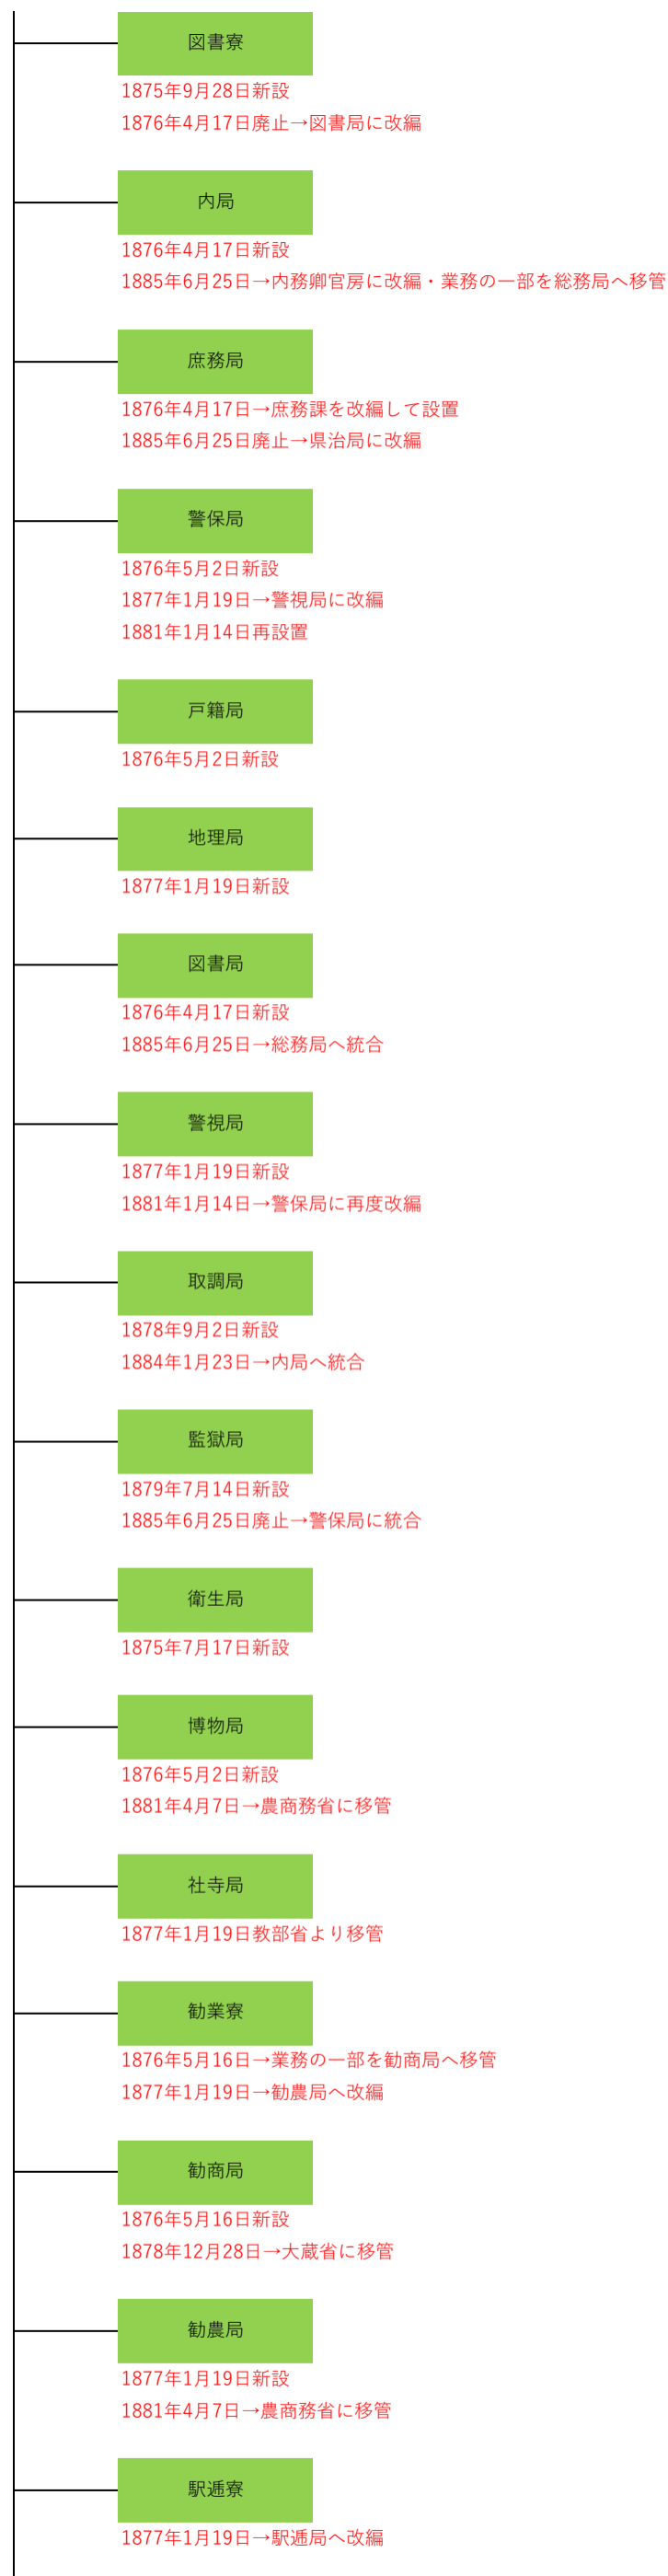 図書寮
1875年9月28日新設
1876年4月17日廃止→図書局に改編
内局
1876年4月17日新設
1885年6月25日→内務卿官房に改編・業務の一部を総務局へ移管
庶務局
1876年4月17日→庶務課を改編して設置
1885年6月25日廃止→県治局に改編
警保局
1876年5月2日新設
1877年1月19日→警視局に改編
1881年1月14日再設置
戸籍局
1876年5月2日新設
地理局
1877年1月19日新設
図書局
1876年4月17日新設
1885年6月25日→総務局へ統合
警視局
1877年1月19日新設
1881年1月14日→警保局に再度改編
取調局
1878年9月2日新設
1884年1月23日→内局へ統合
監獄局
1879年7月14日新設
1885年6月25日廃止→警保局に統合
衛生局
1875年7月17日新設
博物局
1876年5月2日新設
1881年4月7日→農商務省に移管
社寺局
1877年1月19日教部省より移管
勧業寮
1876年5月16日→業務の一部を勧商局へ移管
1877年1月19日→勧農局へ改編
勧商局
1876年5月16日新設
1878年12月28日→大蔵省に移管
勧農局
1877年1月19日新設
1881年4月7日→農商務省に移管
駅逓寮
1877年1月19日→駅逓局へ改編